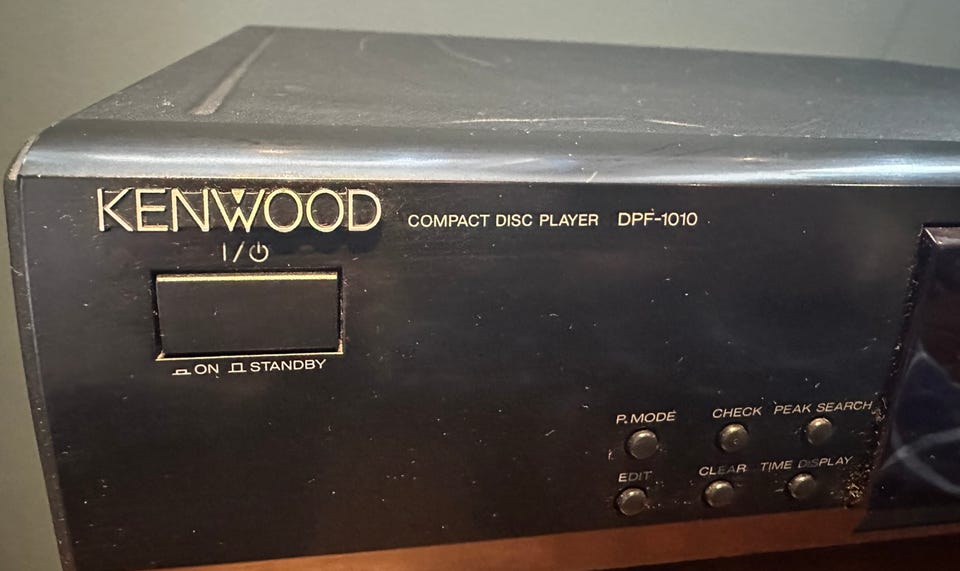 KENWOOD COMPACT DISC PLAYER DPF-1010
I/⏻
ON STANDBY
P.MODE CHECK PEAK SEARCH
EDIT CLEAR TIME DISPLAY